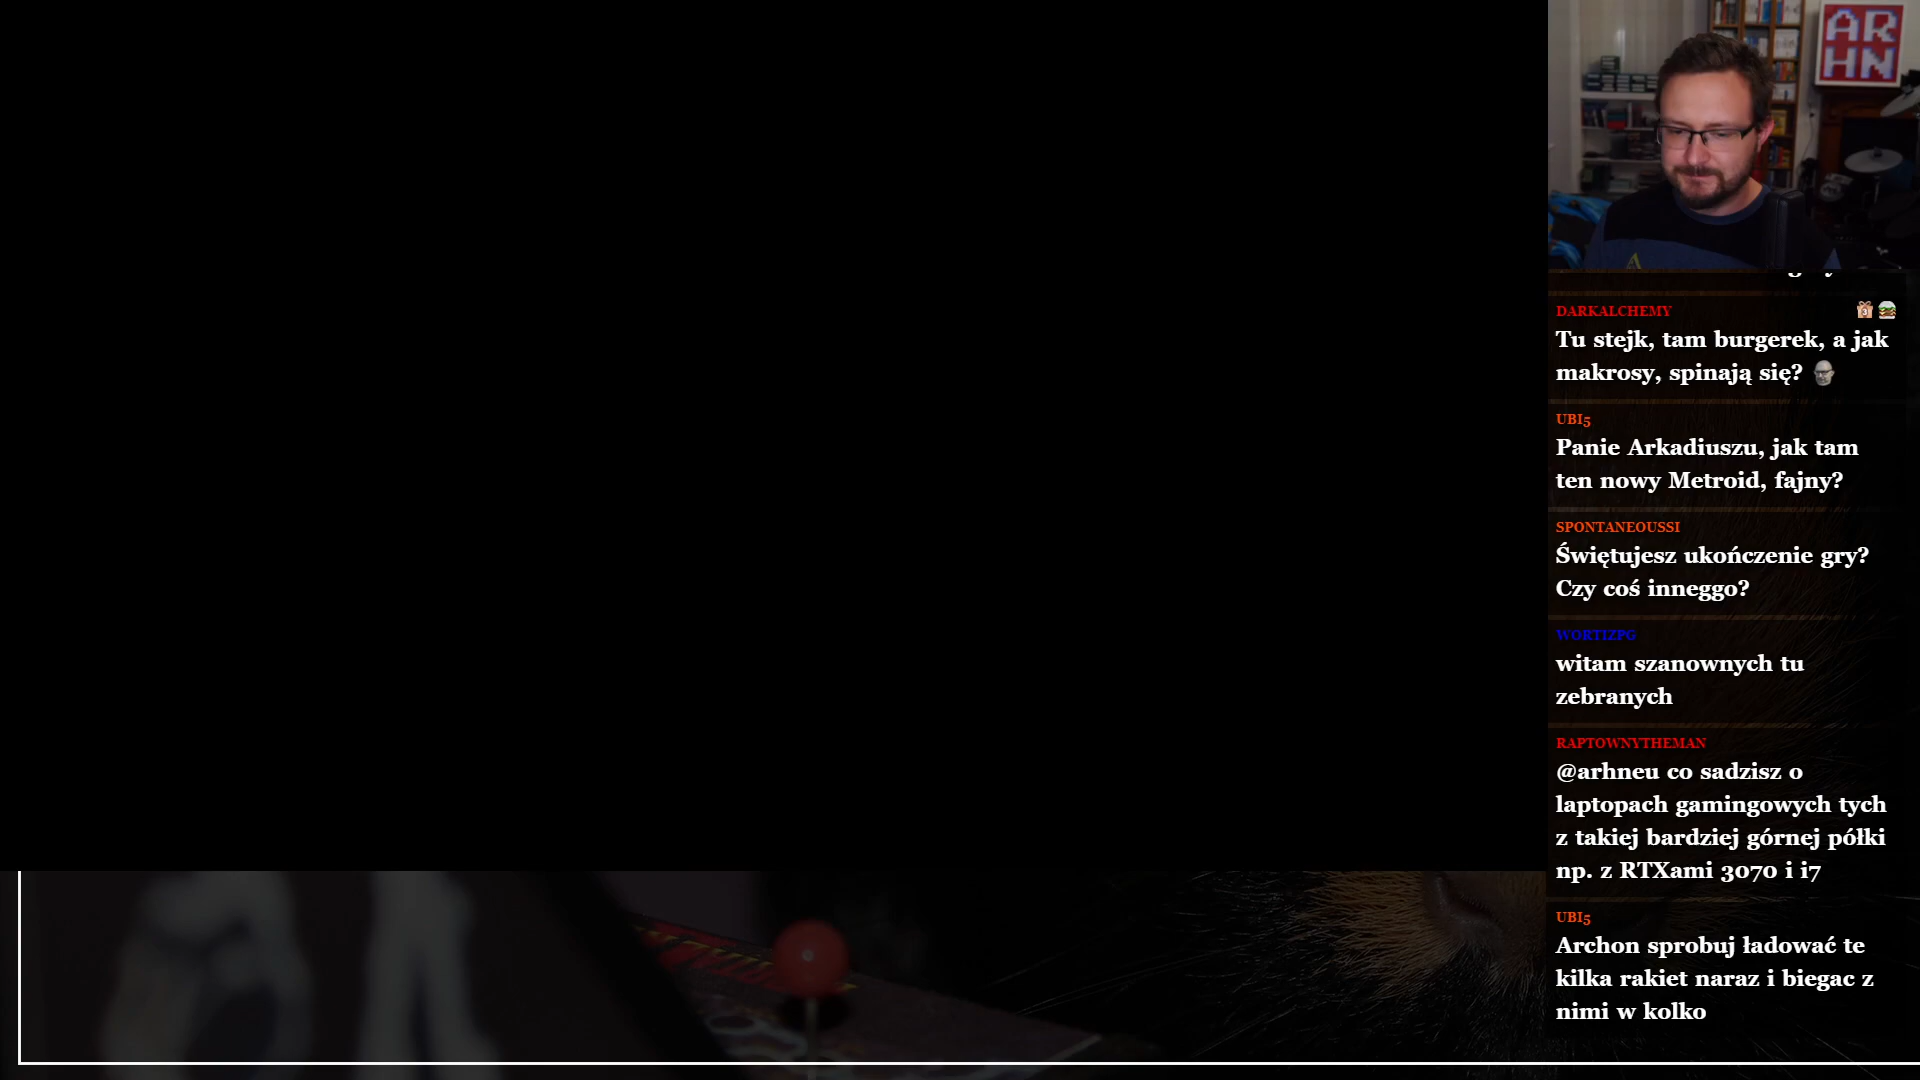 AR
HN
DARKALCHEMY
Tu stejk, tam burgerek, a jak
makrosy, spinają się?
UBI5
Panie Arkadiuszu, jak tam
ten nowy Metroid, fajny?
SPONTANEOUSSI
Świętujesz ukończenie gry?
Czy coś inneggo?
WORTIZPG
witam szanownych tu
zebranych
RAPTOWNYTHEMAN
@arhneu co sadzisz o
laptopach gamingowych tych
z takiej bardziej górnej półki
np. z RTXami 3070 i i7
UBI5
Archon sprobuj ładować te
kilka rakiet naraz i biegac z
nimi w kolko